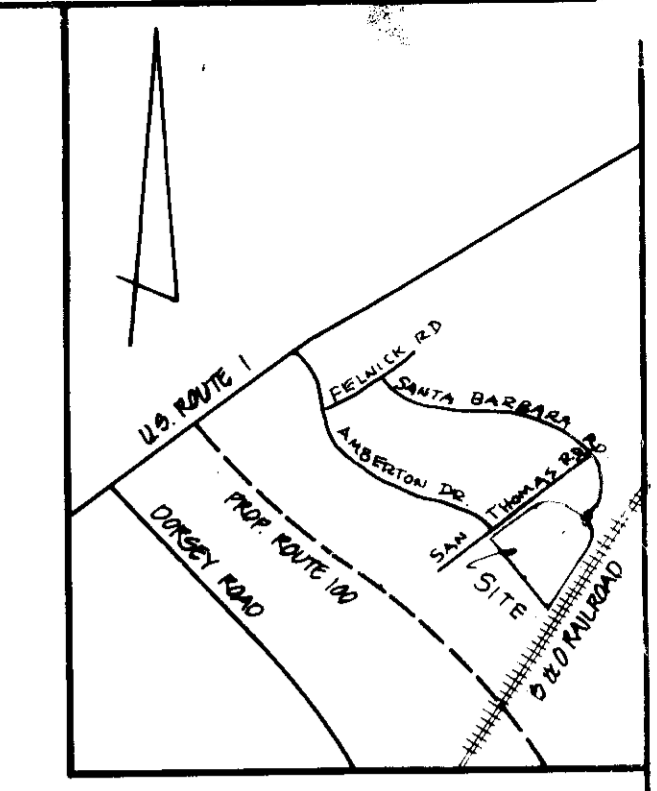 U.S. ROUTE 1
FELWICK RD
SANTA BARBARA RD.
AMBERTON DR.
SAN THOMAS RD
PROP. ROUTE 100
DORSEY ROAD
SITE
B & O RAILROAD